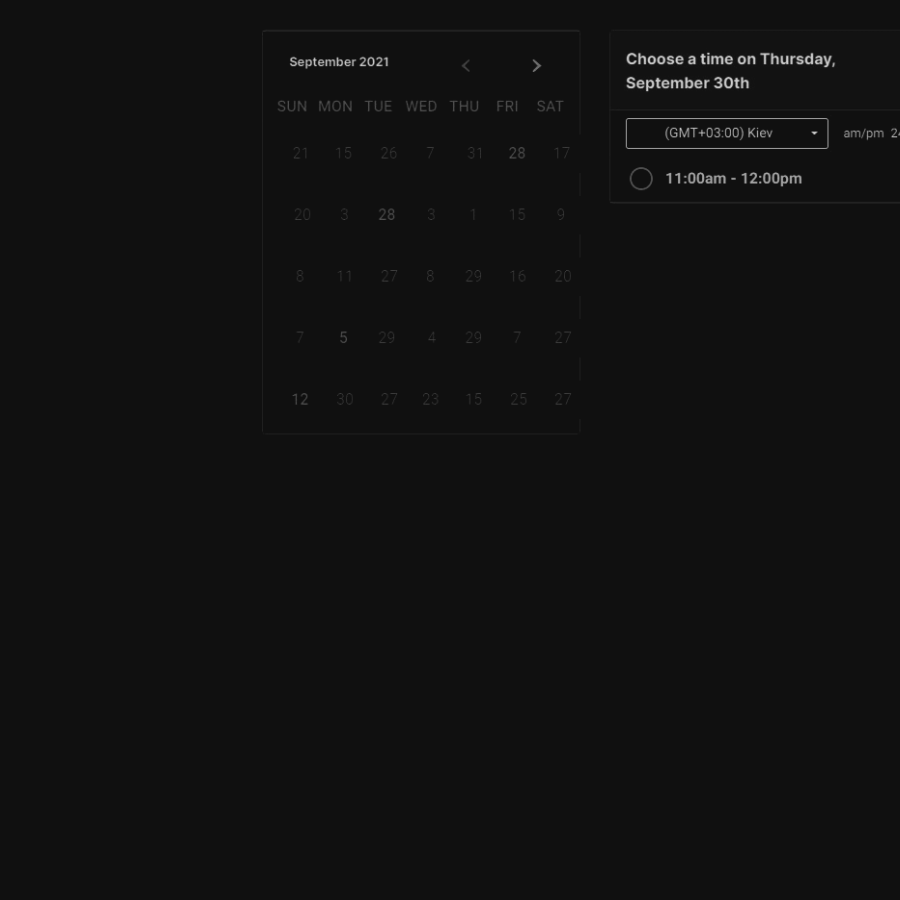 September 2021
SUN MON TUE WED THU FRI SAT
21 15 26 7 31 28 17
20 3 28 3 1 15 9
8 11 27 8 29 16 20
7 5 29 4 29 7 27
12 30 27 23 15 25 27
Choose a time on Thursday,
September 30th
(GMT+03:00) Kiev am/pm
11:00am - 12:00pm